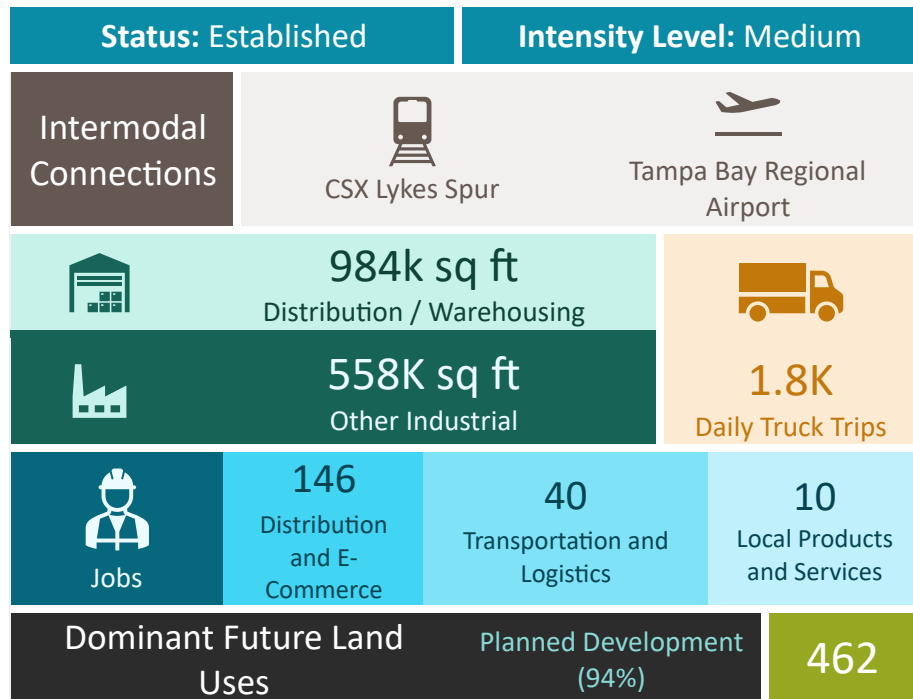 Status: Established
Intensity Level: Medium
Intermodal
Connections
CSX Lykes Spur
Tampa Bay Regional
Airport
984k sq ft
Distribution / Warehousing
558K sq ft
Other Industrial
1.8K
Daily Truck Trips
Jobs
146
Distribution
and E-
Commerce
40
Transportation and
Logistics
10
Local Products
and Services
Dominant Future Land
Uses
Planned Development
(94%)
462